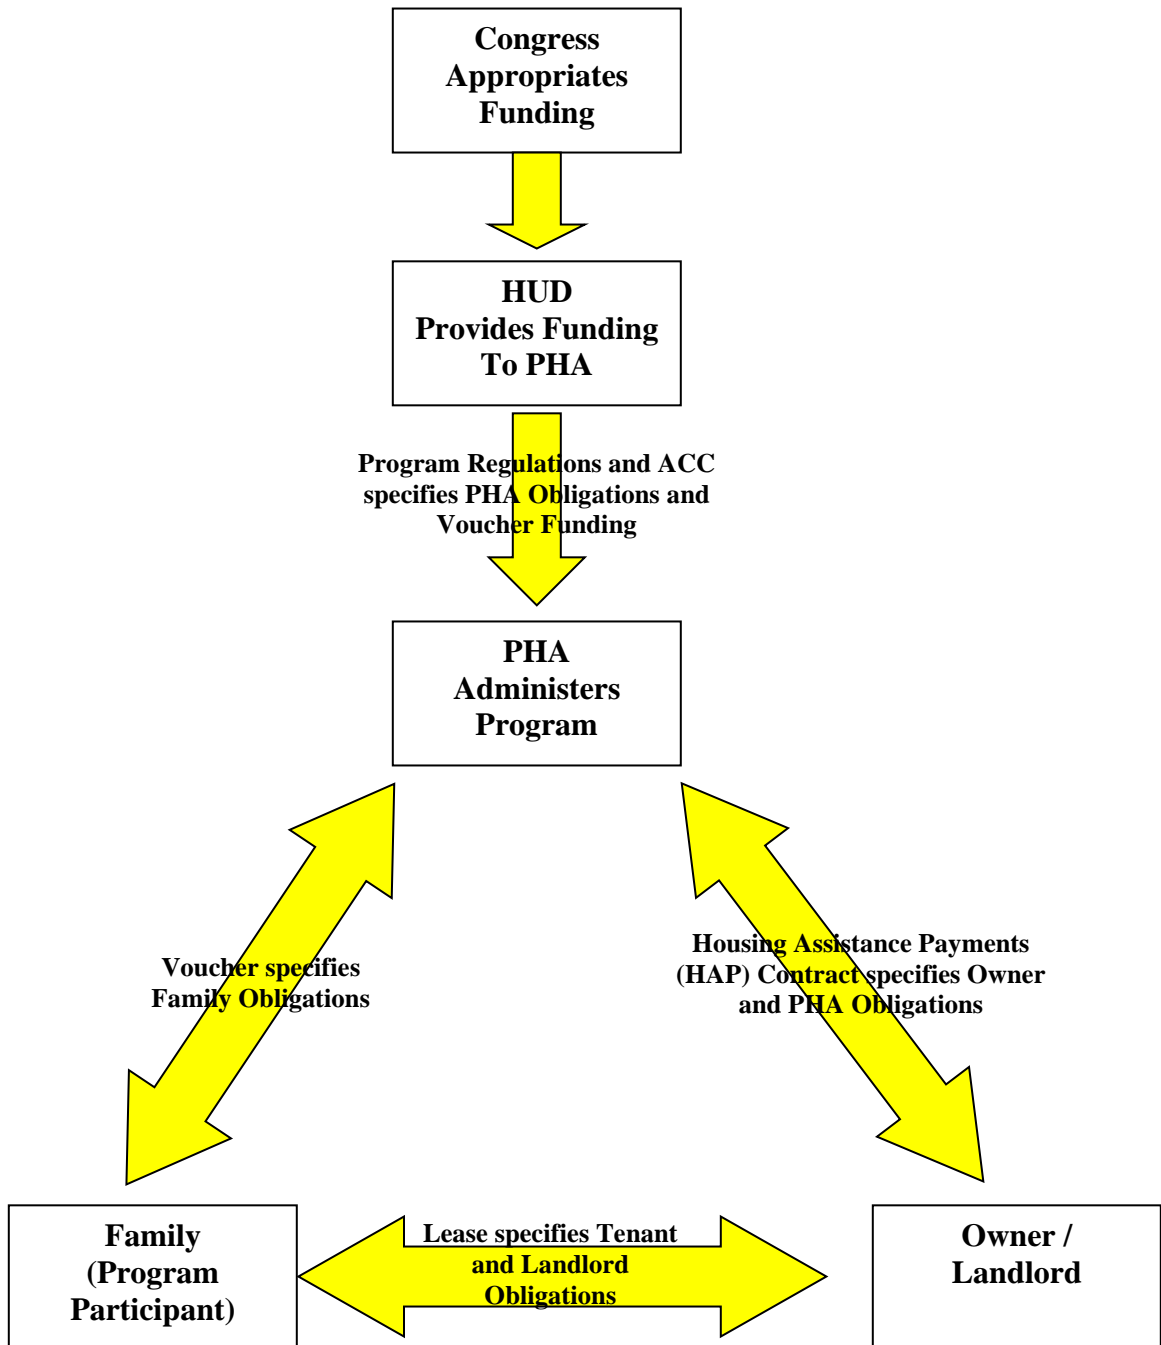 Congress
Appropriates
Funding
HUD
Provides Funding
To PHA
Program Regulations and ACC
specifies PHA Obligations and
Voucher Funding
PHA
Administers
Program
Voucher specifies
Family Obligations
Housing Assistance Payments
(HAP) Contract specifies Owner
and PHA Obligations
Family
(Program
Participant)
Lease specifies Tenant
and Landlord
Obligations
Owner /
Landlord